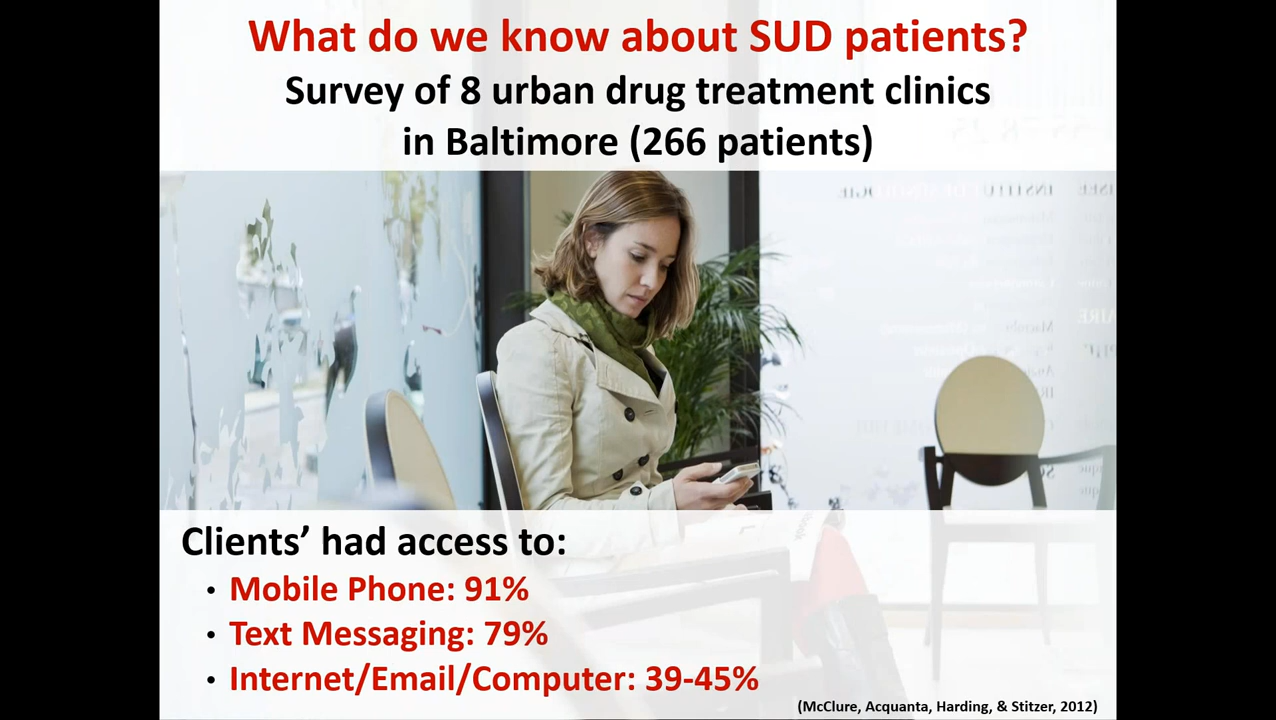 What do we know about SUD patients?
Survey of 8 urban drug treatment clinics
in Baltimore (266 patients)
Clients’ had access to:
• Mobile Phone: 91%
• Text Messaging: 79%
• Internet/Email/Computer: 39-45%
(McClure, Acquanta, Harding, & Stitzer, 2012)